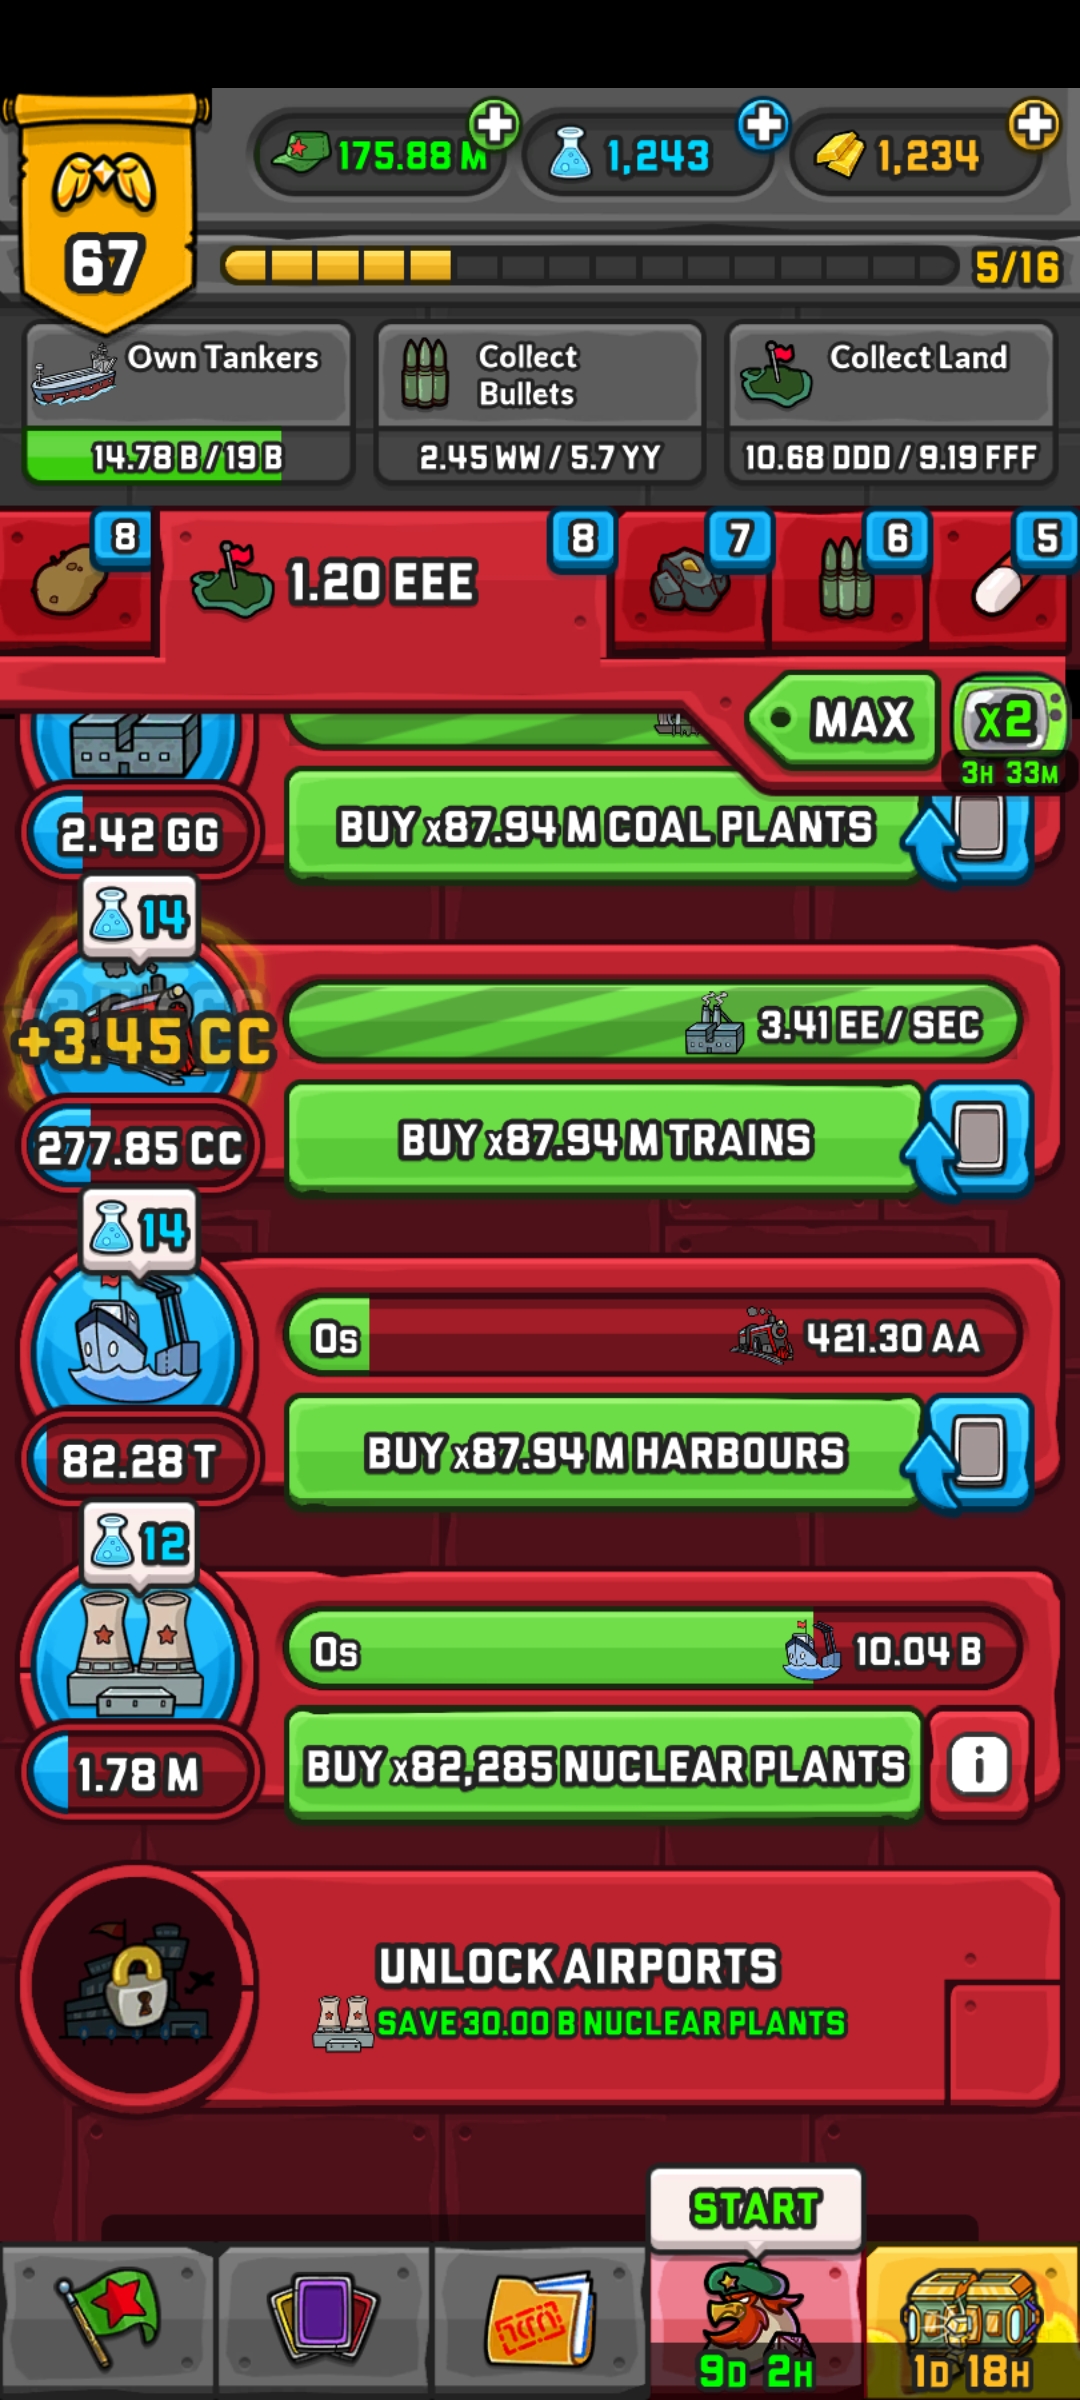 175.88 M
1,243
1,234
67
5/16
Own Tankers
14.78 B / 19 B
Collect
Bullets
2.45 WW / 5.7 YY
Collect Land
10.68 DDD / 9.19 FFF
8
1.20 EEE
8
7
6
5
MAX
x2
3H 33M
2.42 GG
BUY x87.94 M COAL PLANTS
14
+3.45 CC
3.41 EE / SEC
277.85 CC
BUY x87.94 M TRAINS
14
0s
421.30 AA
82.28 T
BUY x87.94 M HARBOURS
12
0s
10.04 B
1.78 M
BUY x82,285 NUCLEAR PLANTS
i
UNLOCK AIRPORTS
SAVE 30.00 B NUCLEAR PLANTS
START
9D 2H
1D 18H